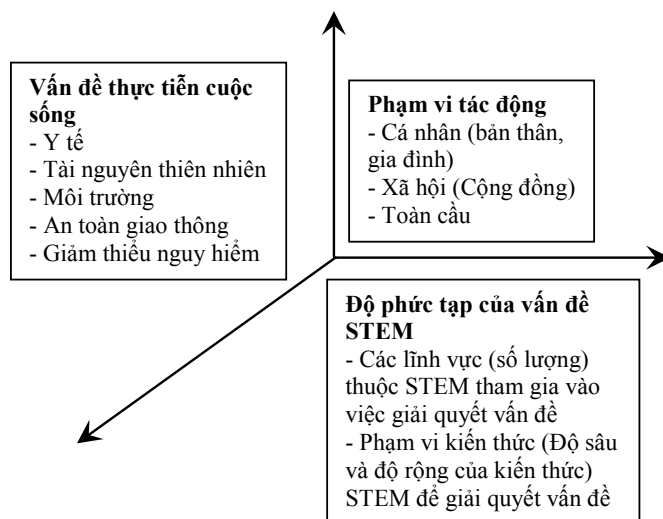 Vấn đề thực tiễn cuộc
sống
- Y tế
- Tài nguyên thiên nhiên
- Môi trường
- An toàn giao thông
- Giảm thiểu nguy hiểm
Phạm vi tác động
- Cá nhân (bản thân,
gia đình)
- Xã hội (Cộng đồng)
- Toàn cầu
Độ phức tạp của vấn đề
STEM
- Các lĩnh vực (số lượng)
thuộc STEM tham gia vào
việc giải quyết vấn đề
- Phạm vi kiến thức (Độ sâu
và độ rộng của kiến thức)
STEM để giải quyết vấn đề